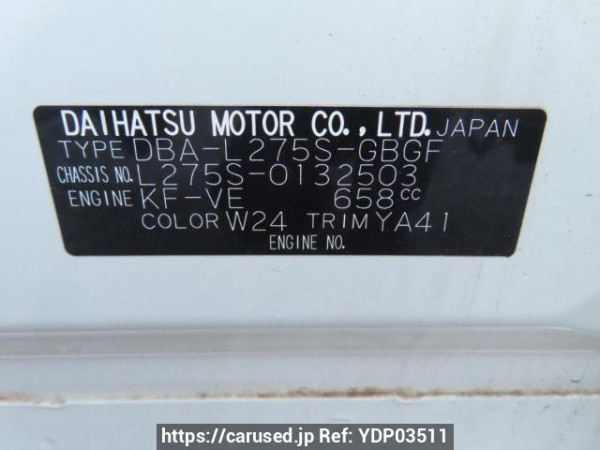 DAIHATSU MOTOR CO.,LTD. JAPAN
TYPE DBA-L275S-GBGF
CHASSIS NO. L275S-0132503
ENGINE KF-VE 658cc
COLOR W24 TRIM YA41
ENGINE NO.
https://carused.jp Ref: YDP03511